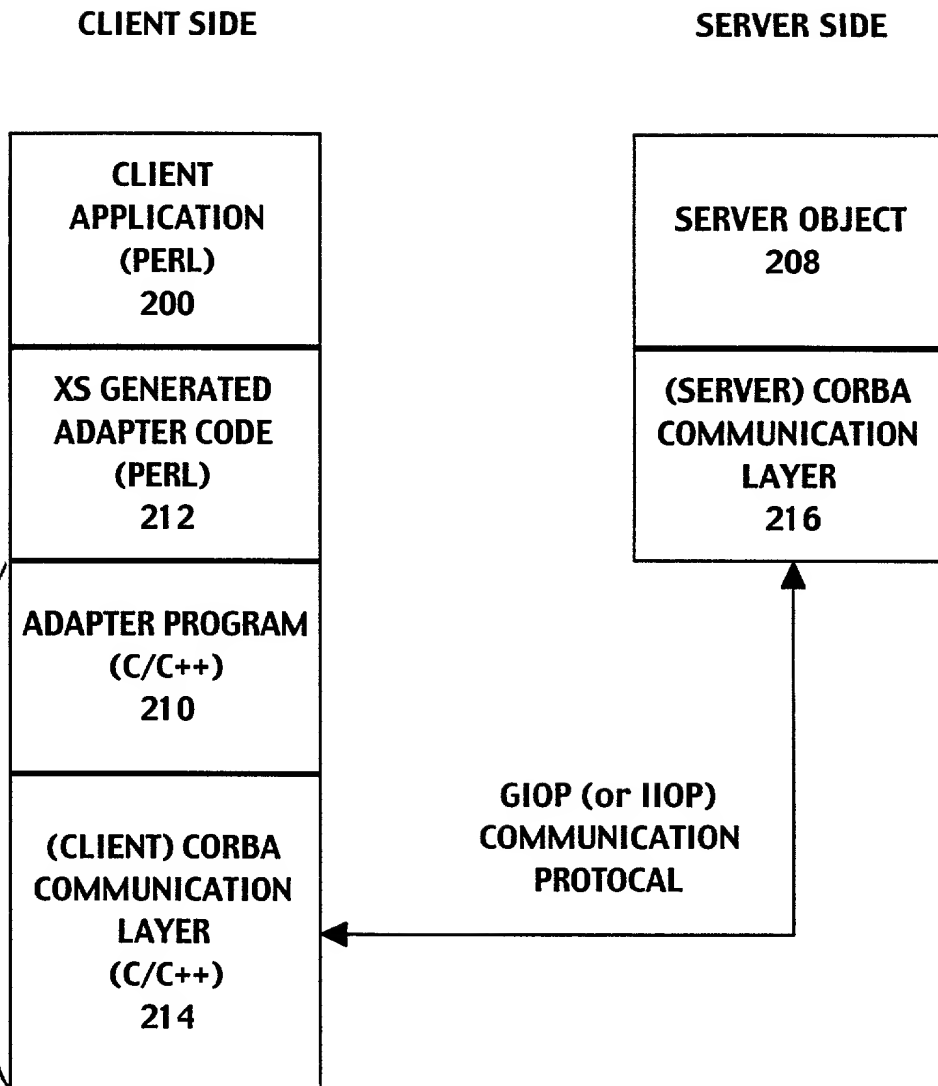 CLIENT SIDE
SERVER SIDE
CLIENT
APPLICATION
(PERL)
200
XS GENERATED
ADAPTER CODE
(PERL)
212
ADAPTER PROGRAM
(C/C++)
210
(CLIENT) CORBA
COMMUNICATION
LAYER
(C/C++)
214
SERVER OBJECT
208
(SERVER) CORBA
COMMUNICATION
LAYER
216
GIOP (or IIOP)
COMMUNICATION
PROTOCAL